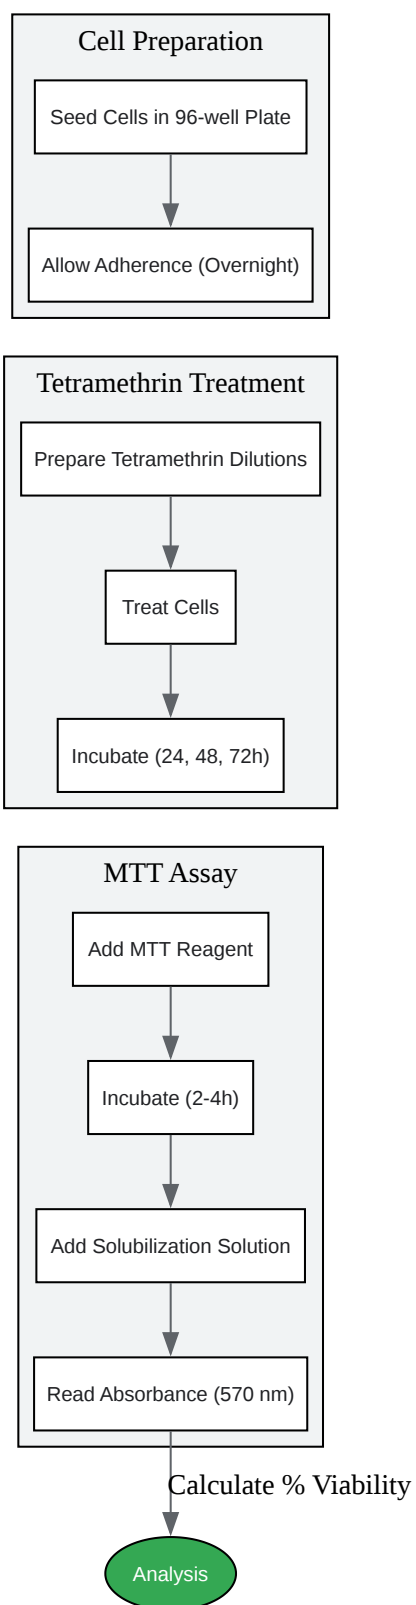 Cell Preparation
Seed Cells in 96-well Plate
Allow Adherence (Overnight)
Tetramethrin Treatment
Prepare Tetramethrin Dilutions
Treat Cells
Incubate (24, 48, 72h)
MTT Assay
Add MTT Reagent
Incubate (2-4h)
Add Solubilization Solution
Read Absorbance (570 nm)
Calculate % Viability
Analysis